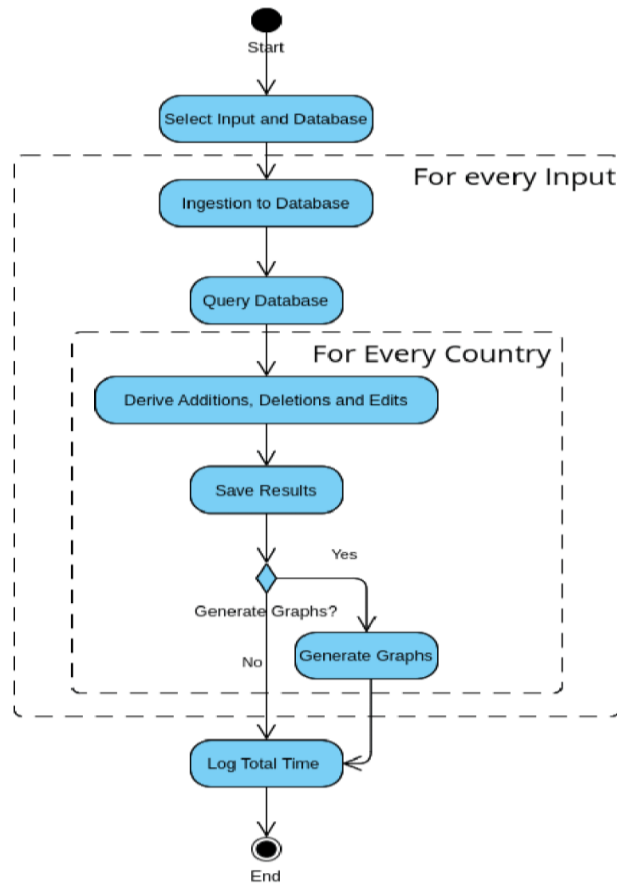 Start
Select Input and Database
For every Input
Ingestion to Database
Query Database
For Every Country
Derive Additions, Deletions and Edits
Save Results
Yes
Generate Graphs?
No
Generate Graphs
Log Total Time
End